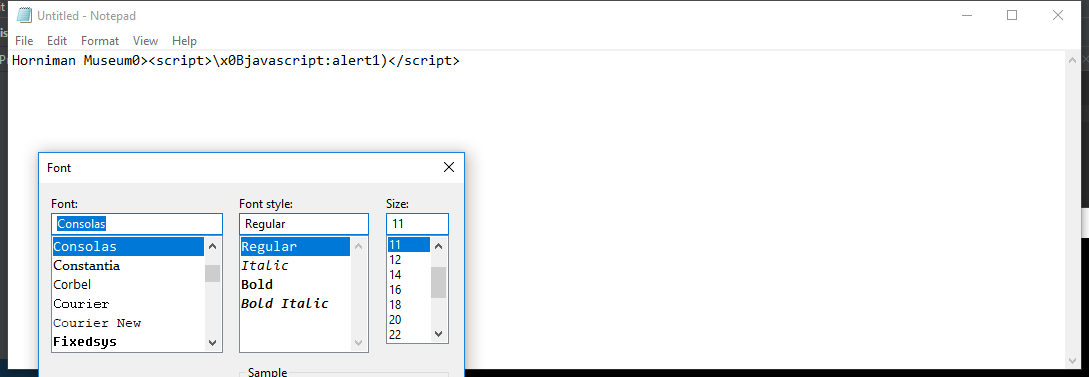 Untitled - Notepad
File Edit Format View Help
Horniman Museum0><script>\x0Bjavascript:alert1)</script>
Font
Font: Font style: Size:
Consolas Regular 11
Consolas Regular 11
Constantia Italic 12
Corbel Bold 14
Courier Bold Italic 16
Courier New 18
Fixedsys 20
22
Sample